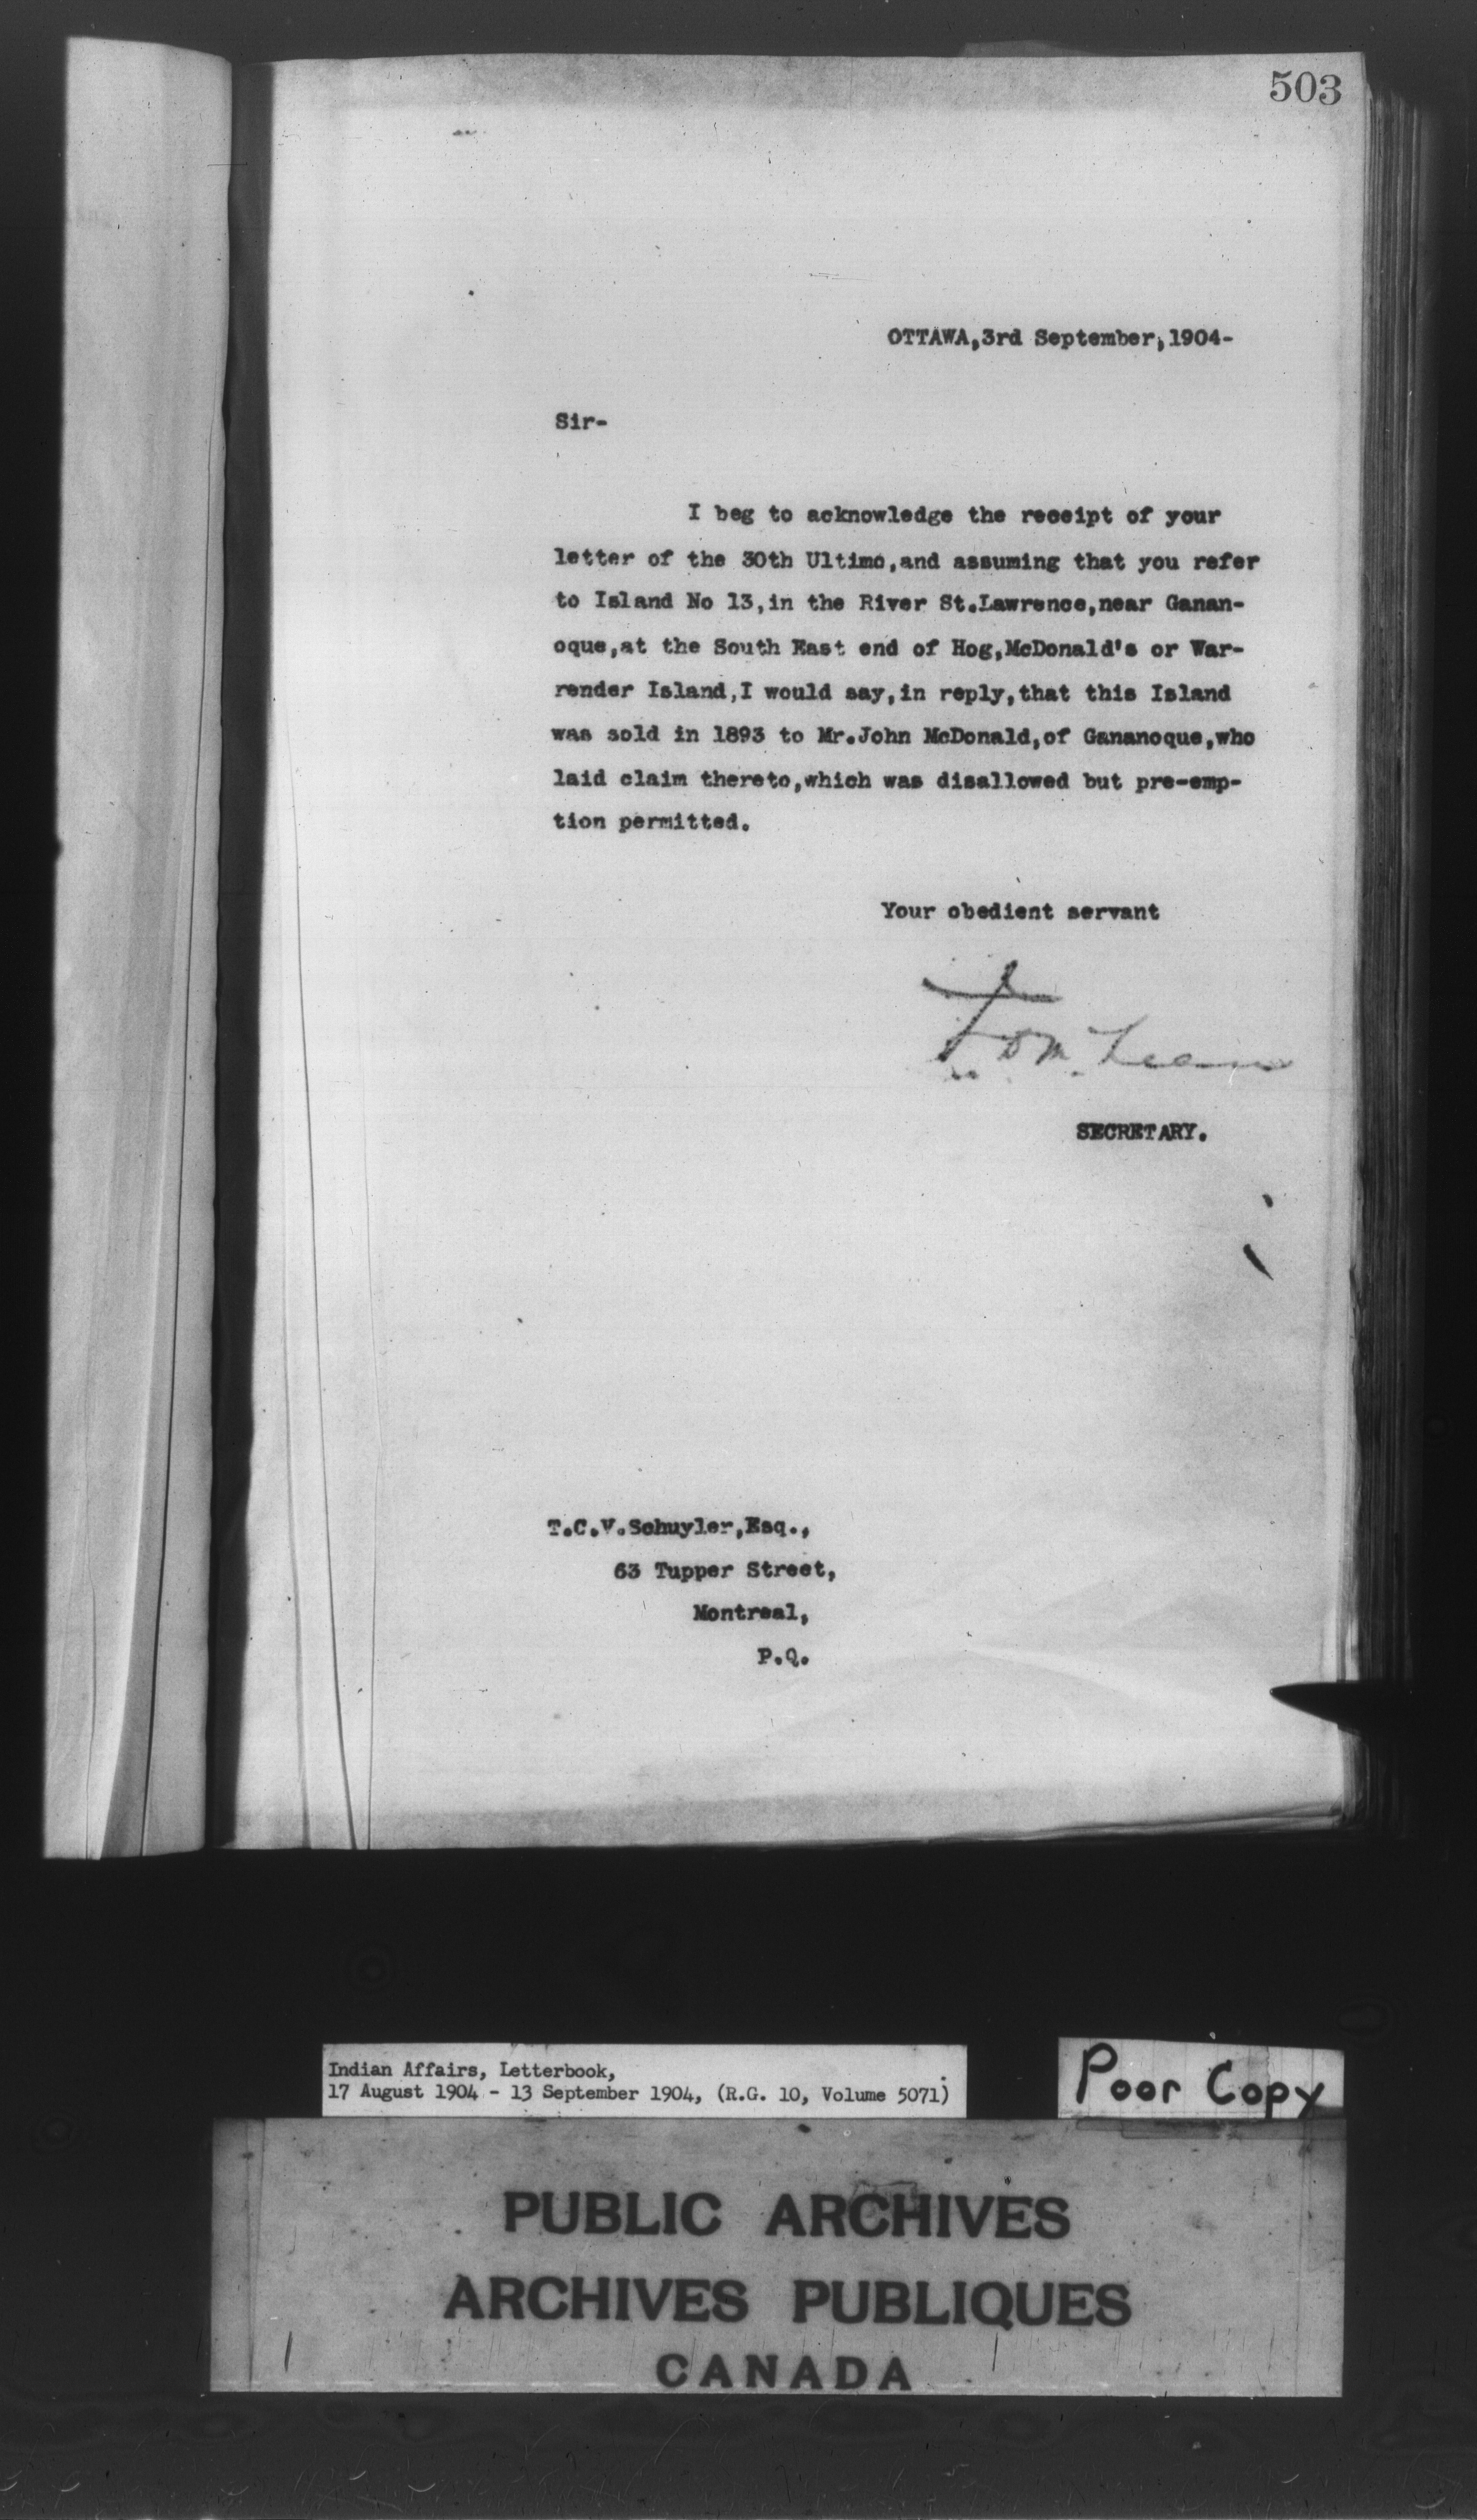 503
OTTAWA,3rd September,1904-
Sir-
I beg to acknowledge the receipt of your
letter of the 30th Ultimo,and assuming that you refer
to Island No 13,in the River St.Lawrence,near Ganan-
oque,at the South East end of Hog,McDonald's or War-
render Island,I would say,in reply,that this Island
was sold in 1893 to Mr.John McDonald,of Gananoque,who
laid claim thereto,which was disallowed but pre-emp-
tion permitted.
Your obedient servant
SECRETARY.
T.C.V.Schuyler,Esq.,
63 Tupper Street,
Montreal,
P.Q.
Indian Affairs, Letterbook,
17 August 1904 - 13 September 1904, (R.G. 10, Volume 5071)
Poor Copy
PUBLIC ARCHIVES
ARCHIVES PUBLIQUES
CANADA